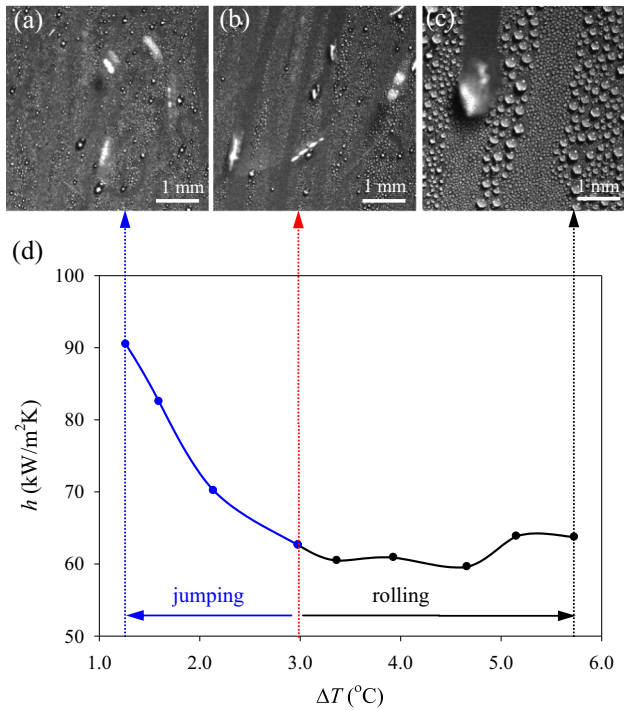 (a)
(b)
(c)
1 mm
1 mm
1 mm
(d)
100
90
80
70
60
50
h (kW/m²K)
jumping
rolling
1.0
2.0
3.0
4.0
5.0
6.0
ΔT (°C)